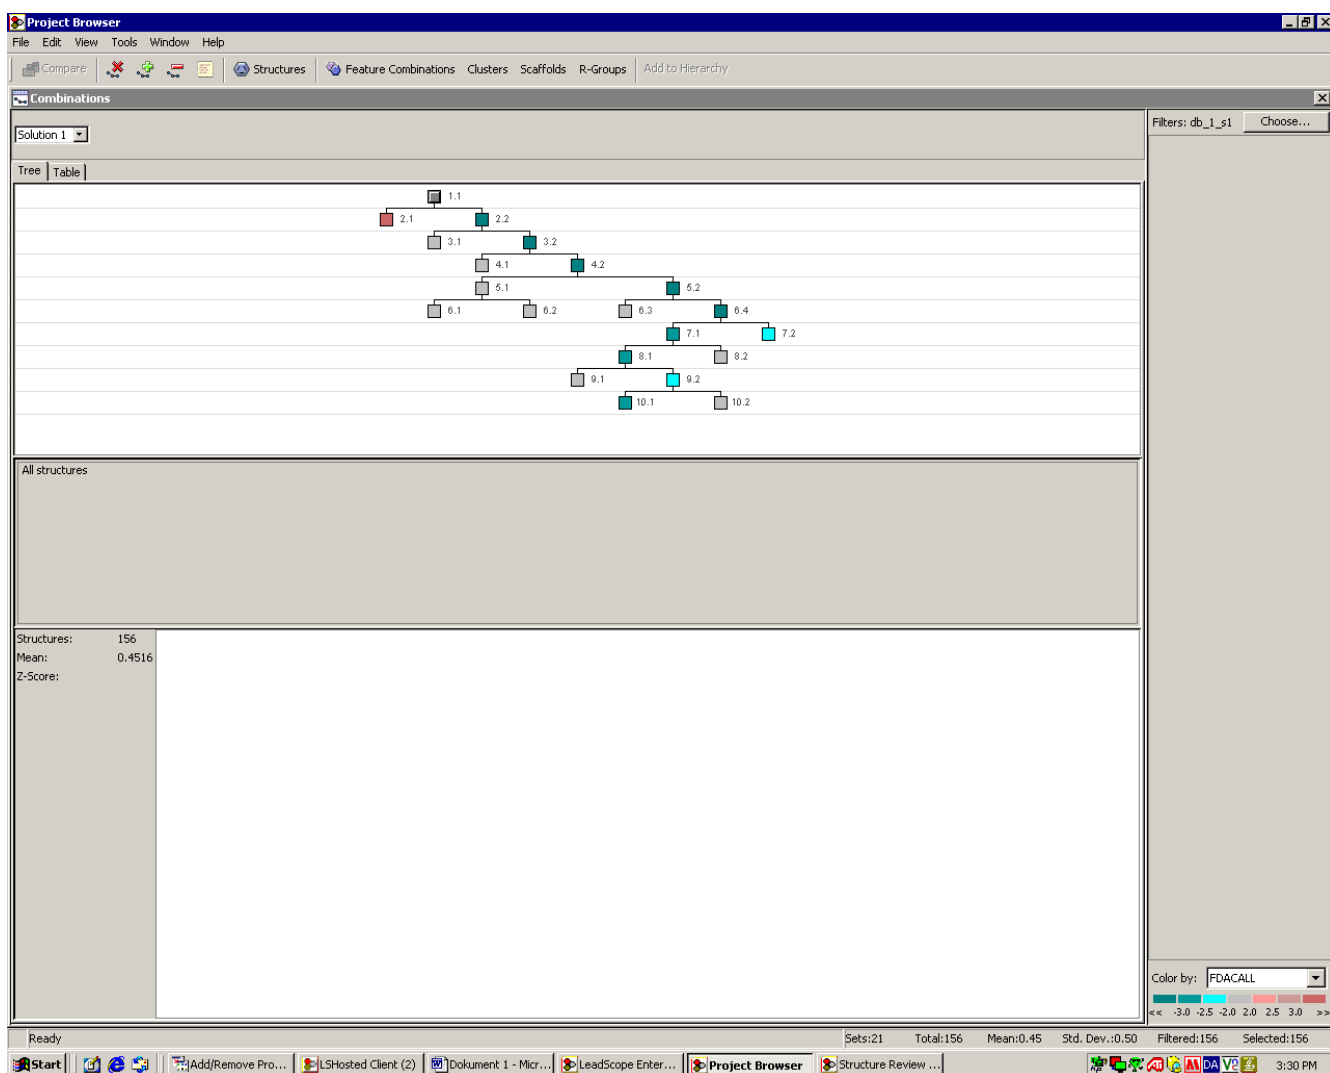 Project Browser
File Edit View Tools Window Help
Compare Structures Feature Combinations Clusters Scaffolds R-Groups Add to Hierarchy
Combinations
Solution 1
Filters: db_1_s1 Choose...
Tree Table
1.1
2.1 2.2
3.1 3.2
4.1 4.2
5.1 5.2
6.1 6.2 6.3 6.4
7.1 7.2
8.1 8.2
9.1 9.2
10.1 10.2
All structures
Structures: 156
Mean: 0.4516
Z-Score:
Color by: FDACALL
<< -3.0 -2.5 -2.0 2.0 2.5 3.0 >>
Ready Sets:21 Total:156 Mean:0.45 Std. Dev.:0.50 Filtered:156 Selected:156
Start Add/Remove Pro... LSHosted Client (2) Dokument 1 - Micr... LeadScope Enter... Project Browser Structure Review ... DA 3:30 PM